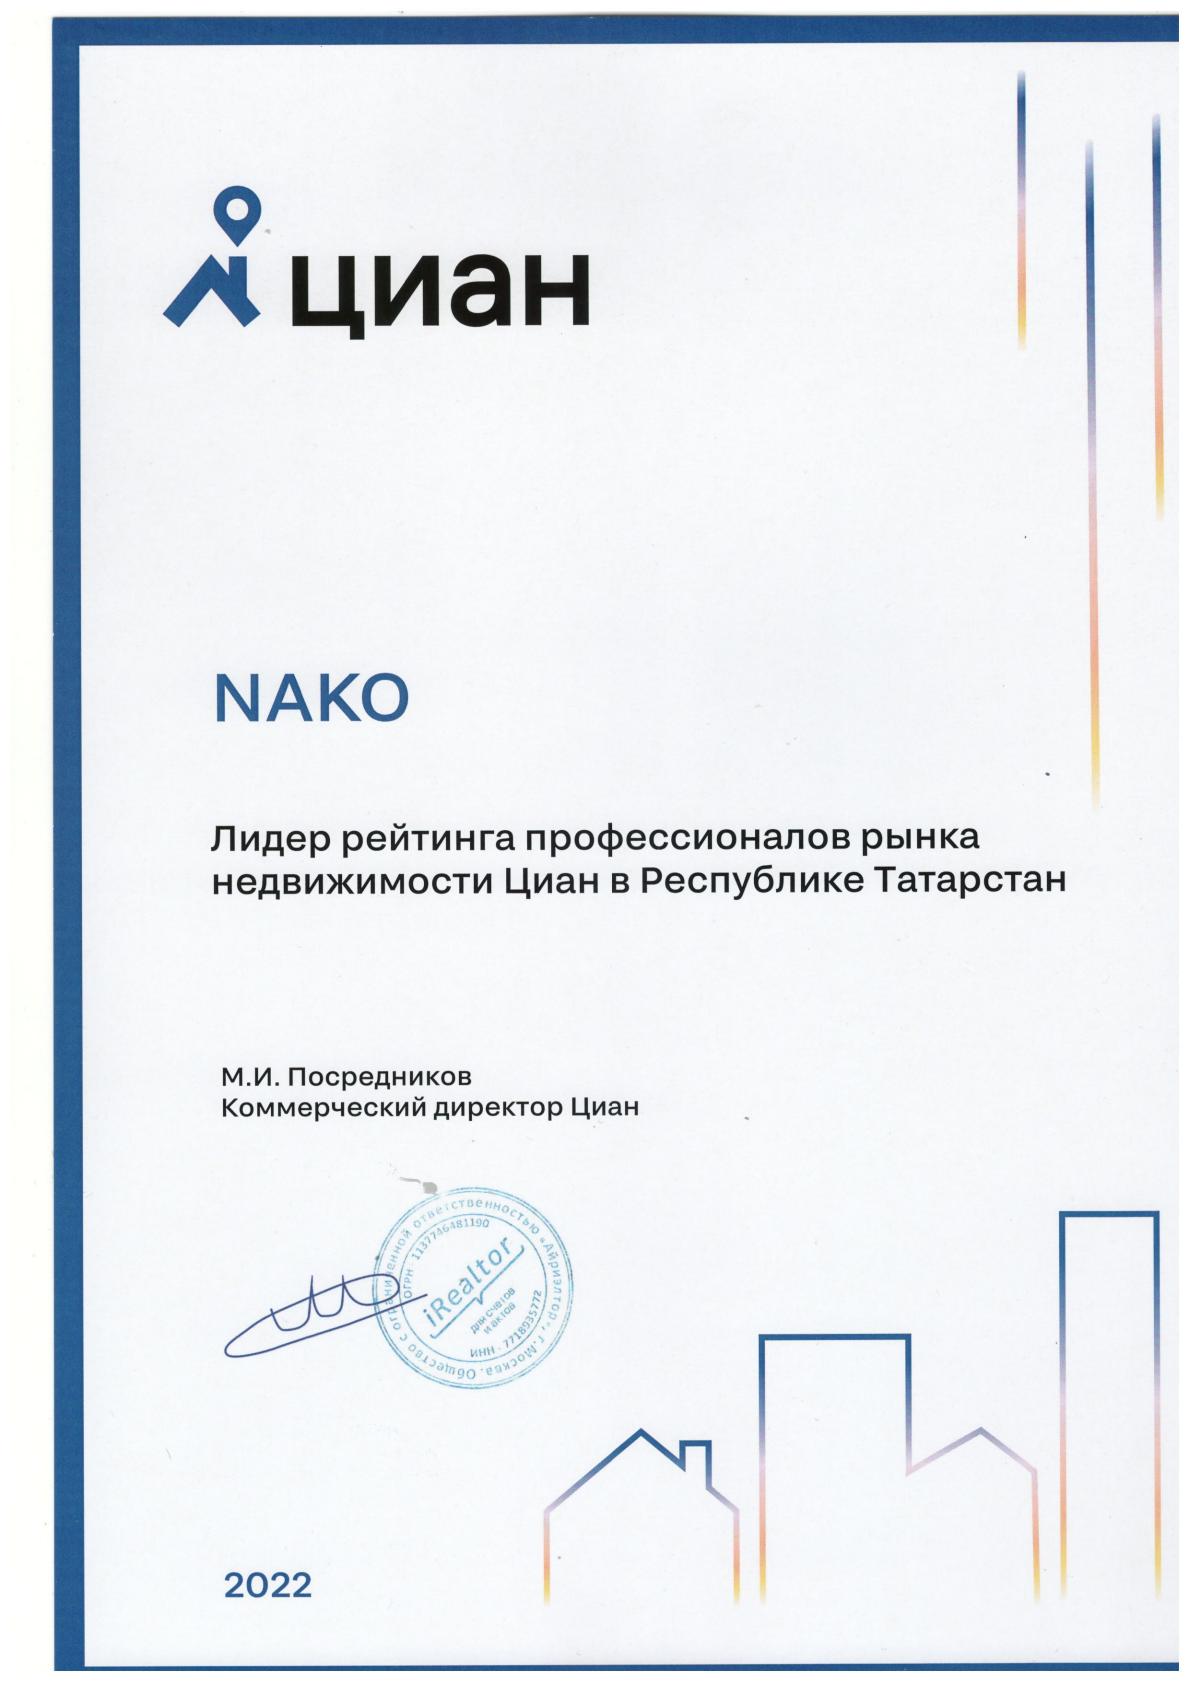 циан
NAKO
Лидер рейтинга профессионалов рынка
недвижимости Циан в Республике Татарстан
М.И. Посредников
Коммерческий директор Циан
Общество с ограниченной ответственностью «Айриэлтор», г. Москва.
ОГРН · 1137746481190
iRealtor
для счетов
и актов
ИНН · 7718935772
2022